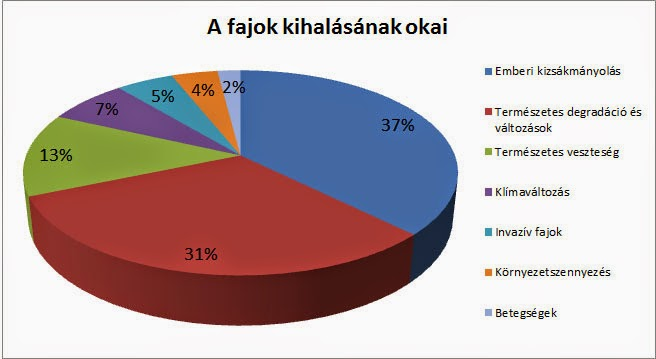 A fajok kihalásának okai
2%
4%
5%
7%
13%
37%
31%
Emberi kizsákmányolás
Természetes degradáció és
változások
Természetes veszteség
Klímaváltozás
Invazív fajok
Környezetszennyezés
Betegségek